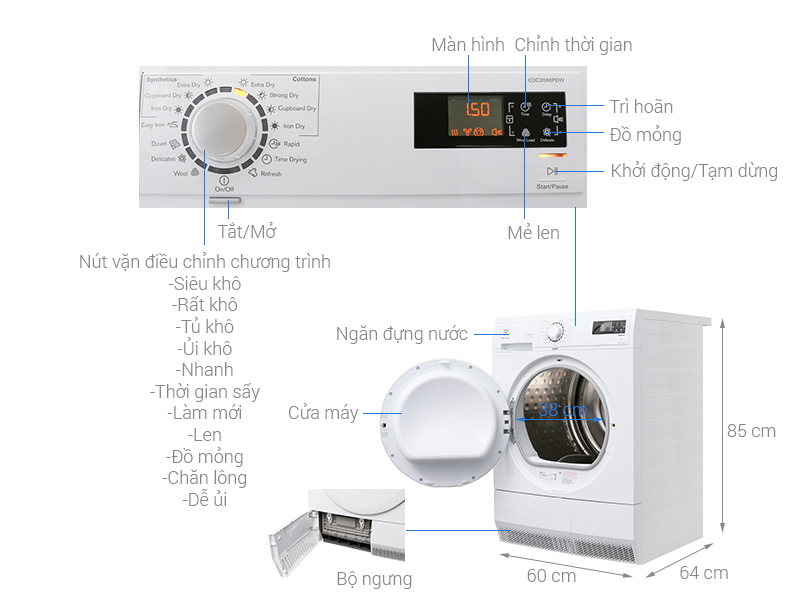 Màn hình
Chỉnh thời gian
EDC2086PDW
Synthetics
Cottons
Extra Dry
Extra Dry
Cupboard Dry
Strong Dry
Iron Dry
Cupboard Dry
Easy Iron
Iron Dry
Duvet
Rapid
Delicates
Time Drying
Wool
Refresh
On/Off
1.50
Time
Delay
Wool Load
Delicate
Start/Pause
Trì hoãn
Đồ mỏng
Khởi động/Tạm dừng
Tắt/Mở
Mẻ len
Nút vặn điều chỉnh chương trình
-Siêu khô
-Rất khô
-Tủ khô
-Ủi khô
-Nhanh
-Thời gian sấy
-Làm mới
-Len
-Đồ mỏng
-Chăn lông
-Dễ ủi
Ngăn đựng nước
Cửa máy
38 cm
85 cm
Bộ ngưng
60 cm
64 cm